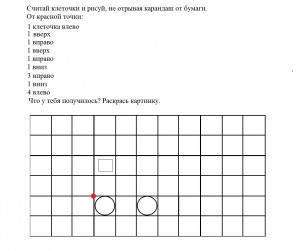 Считай клеточки и рисуй, не отрывая карандаш от бумаги.
От красной точки:
1 клеточка влево
1 вверх
1 вправо
1 вверх
1 вправо
1 вниз
3 вправо
1 вниз
4 влево
Что у тебя получилось? Раскрась картинку.